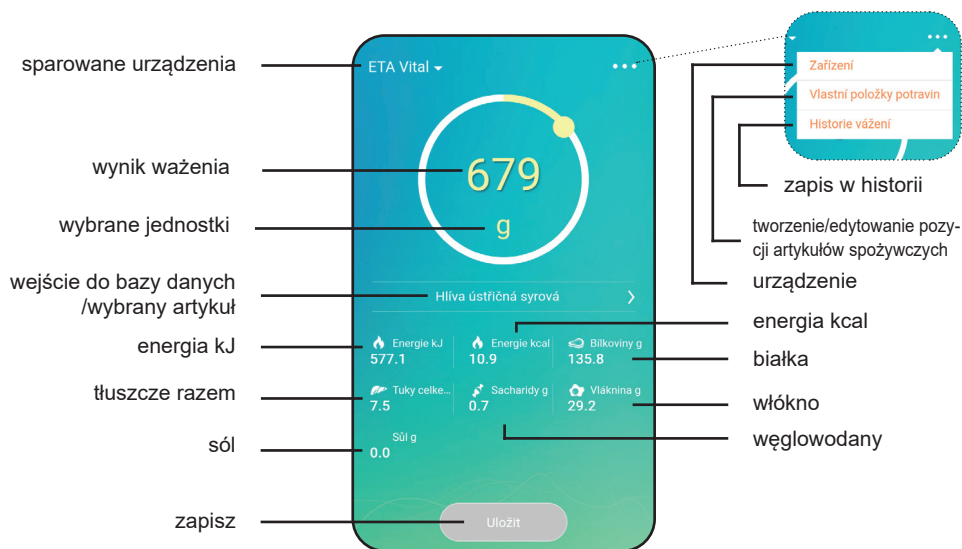 sparowane urządzenia
ETA Vital
Zařízení
Vlastní položky potravin
Historie vážení
wynik ważenia
679
zapis w historii
wybrane jednostki
g
tworzenie/edytowanie pozy-
cji artykułów spożywczych
wejście do bazy danych
/wybrany artykuł
Hlíva ústřičná syrová
urządzenie
energia kcal
energia kJ
Energie kJ
577.1
Energie kcal
10.9
Bílkoviny g
135.8
białka
tłuszcze razem
Tuky celke...
7.5
Sacharidy g
0.7
Vláknina g
29.2
włókno
węglowodany
sól
Sůl g
0.0
zapisz
Uložit